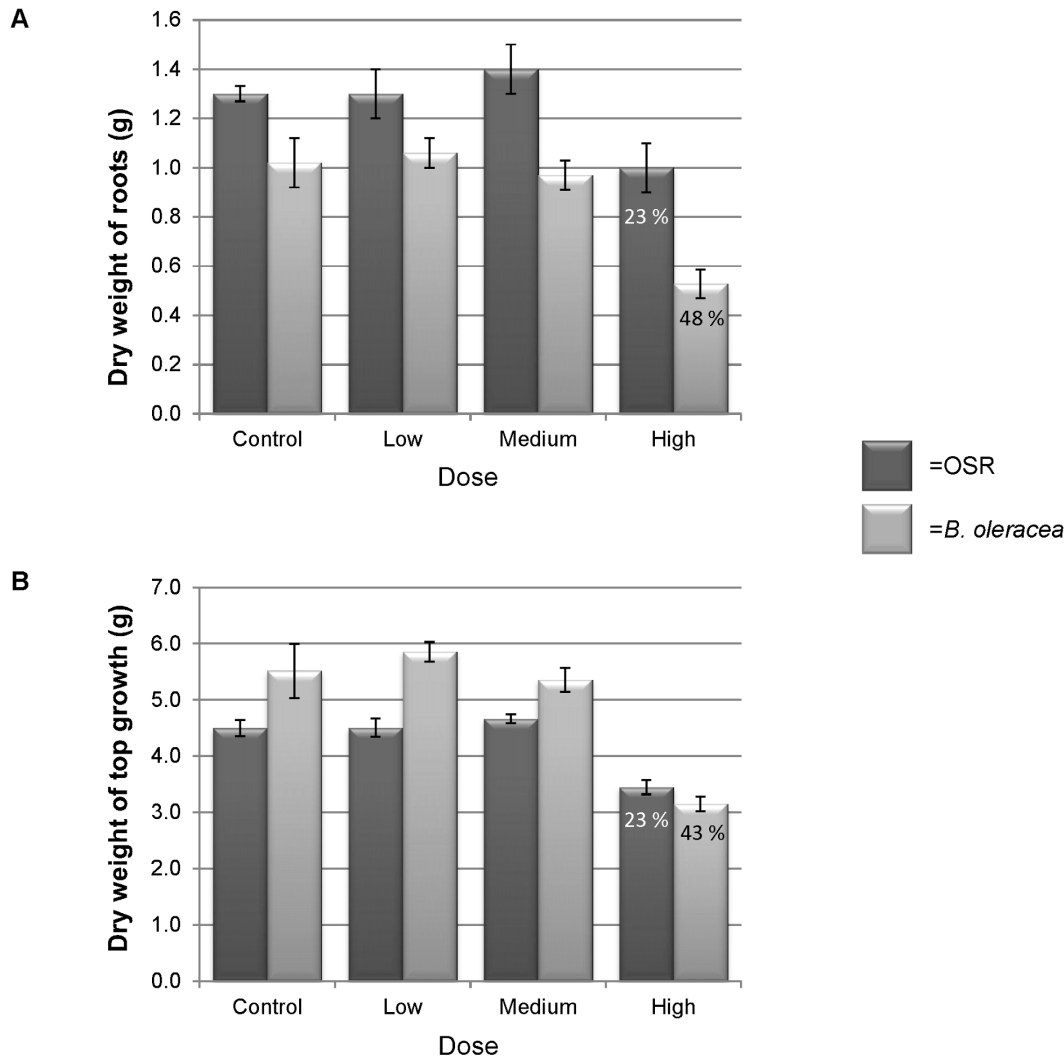 A
Dry weight of roots (g)
1.6
1.4
1.2
1.0
0.8
0.6
0.4
0.2
0.0
23 %
48 %
Control Low Medium High
Dose
=OSR
=B. oleracea
B
Dry weight of top growth (g)
7.0
6.0
5.0
4.0
3.0
2.0
1.0
0.0
23 %
43 %
Control Low Medium High
Dose